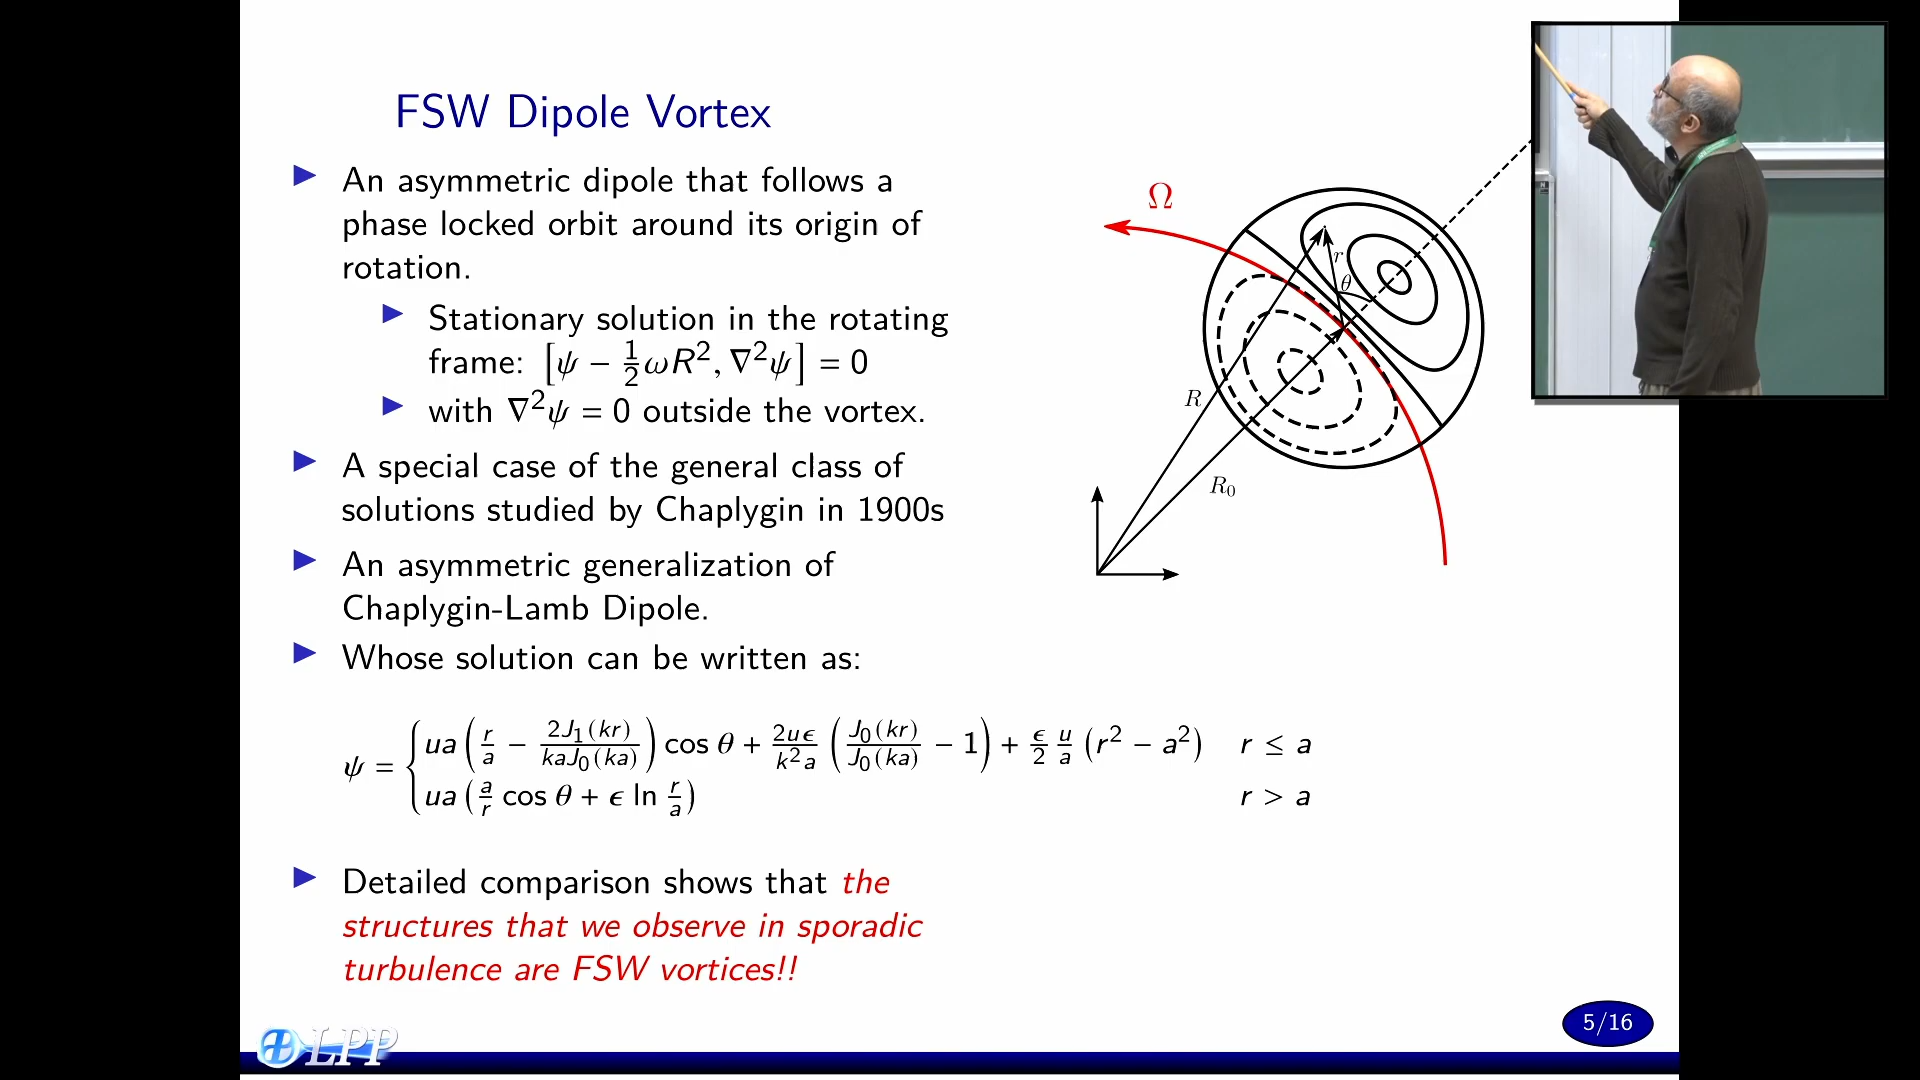 FSW Dipole Vortex
▶ An asymmetric dipole that follows a
phase locked orbit around its origin of
rotation.
▶ Stationary solution in the rotating
frame: [ψ − ½ωR², ∇²ψ] = 0
▶ with ∇²ψ = 0 outside the vortex.
▶ A special case of the general class of
solutions studied by Chaplygin in 1900s
▶ An asymmetric generalization of
Chaplygin-Lamb Dipole.
▶ Whose solution can be written as:
ψ = { ua (r/a − 2J₁(kr)/kaJ₀(ka)) cos θ + 2uϵ/k²a (J₀(kr)/J₀(ka) − 1) + ϵ/2 u/a (r² − a²) r ≤ a
ua (a/r cos θ + ϵ ln r/a) r > a
▶ Detailed comparison shows that the
structures that we observe in sporadic
turbulence are FSW vortices!!
Ω
r
θ
R
R₀
LPP
5/16